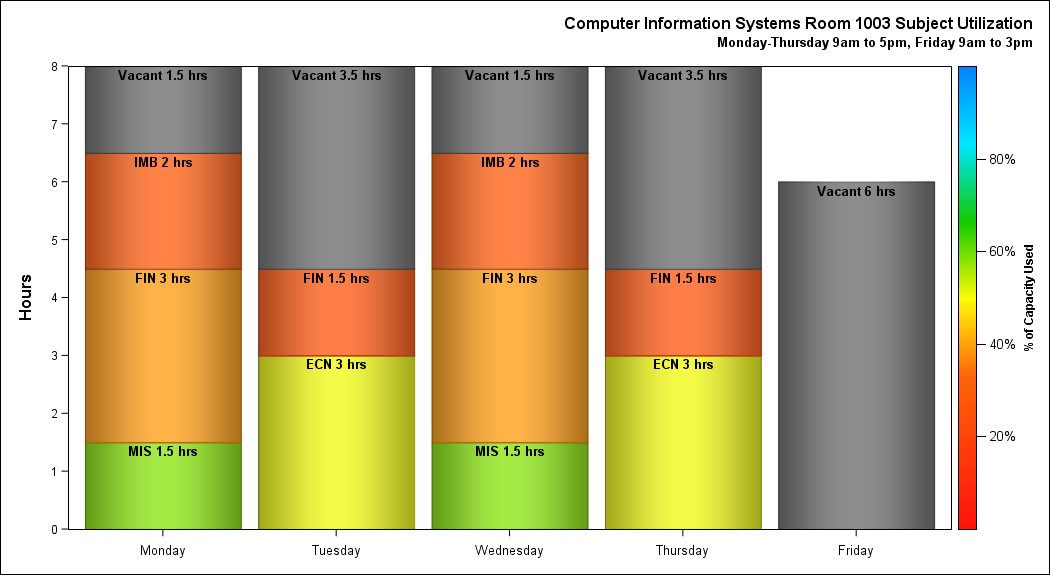 Computer Information Systems Room 1003 Subject Utilization
Monday-Thursday 9am to 5pm, Friday 9am to 3pm
8
7
6
5
4
3
2
1
0
Hours
Vacant 1.5 hrs
IMB 2 hrs
FIN 3 hrs
MIS 1.5 hrs
Vacant 3.5 hrs
FIN 1.5 hrs
ECN 3 hrs
Vacant 1.5 hrs
IMB 2 hrs
FIN 3 hrs
MIS 1.5 hrs
Vacant 3.5 hrs
FIN 1.5 hrs
ECN 3 hrs
Vacant 6 hrs
Monday
Tuesday
Wednesday
Thursday
Friday
80%
60%
40%
20%
% of Capacity Used